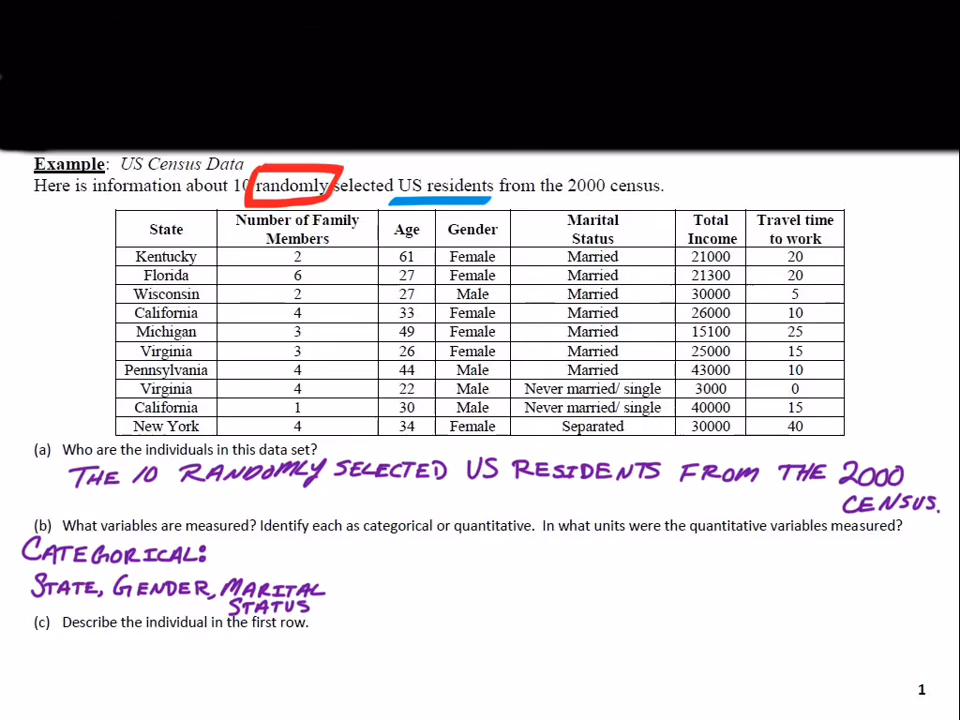 Example: US Census Data
Here is information about 10 randomly selected US residents from the 2000 census.
State Number of Family Members Age Gender Marital Status Total Income Travel time to work
Kentucky 2 61 Female Married 21000 20
Florida 6 27 Female Married 21300 20
Wisconsin 2 27 Male Married 30000 5
California 4 33 Female Married 26000 10
Michigan 3 49 Female Married 15100 25
Virginia 3 26 Female Married 25000 15
Pennsylvania 4 44 Male Married 43000 10
Virginia 4 22 Male Never married/ single 3000 0
California 1 30 Male Never married/ single 40000 15
New York 4 34 Female Separated 30000 40
(a) Who are the individuals in this data set?
THE 10 RANDOMLY SELECTED US RESIDENTS FROM THE 2000
CENSUS.
(b) What variables are measured? Identify each as categorical or quantitative. In what units were the quantitative variables measured?
CATEGORICAL:
STATE, GENDER, MARITAL
STATUS
(c) Describe the individual in the first row.
1